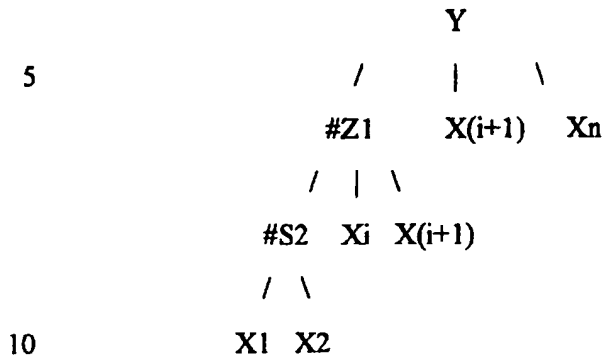 Y
5 / | \
#Z1 X(i+1) Xn
/ | \
#S2 Xi X(i+1)
/ \
10 X1 X2